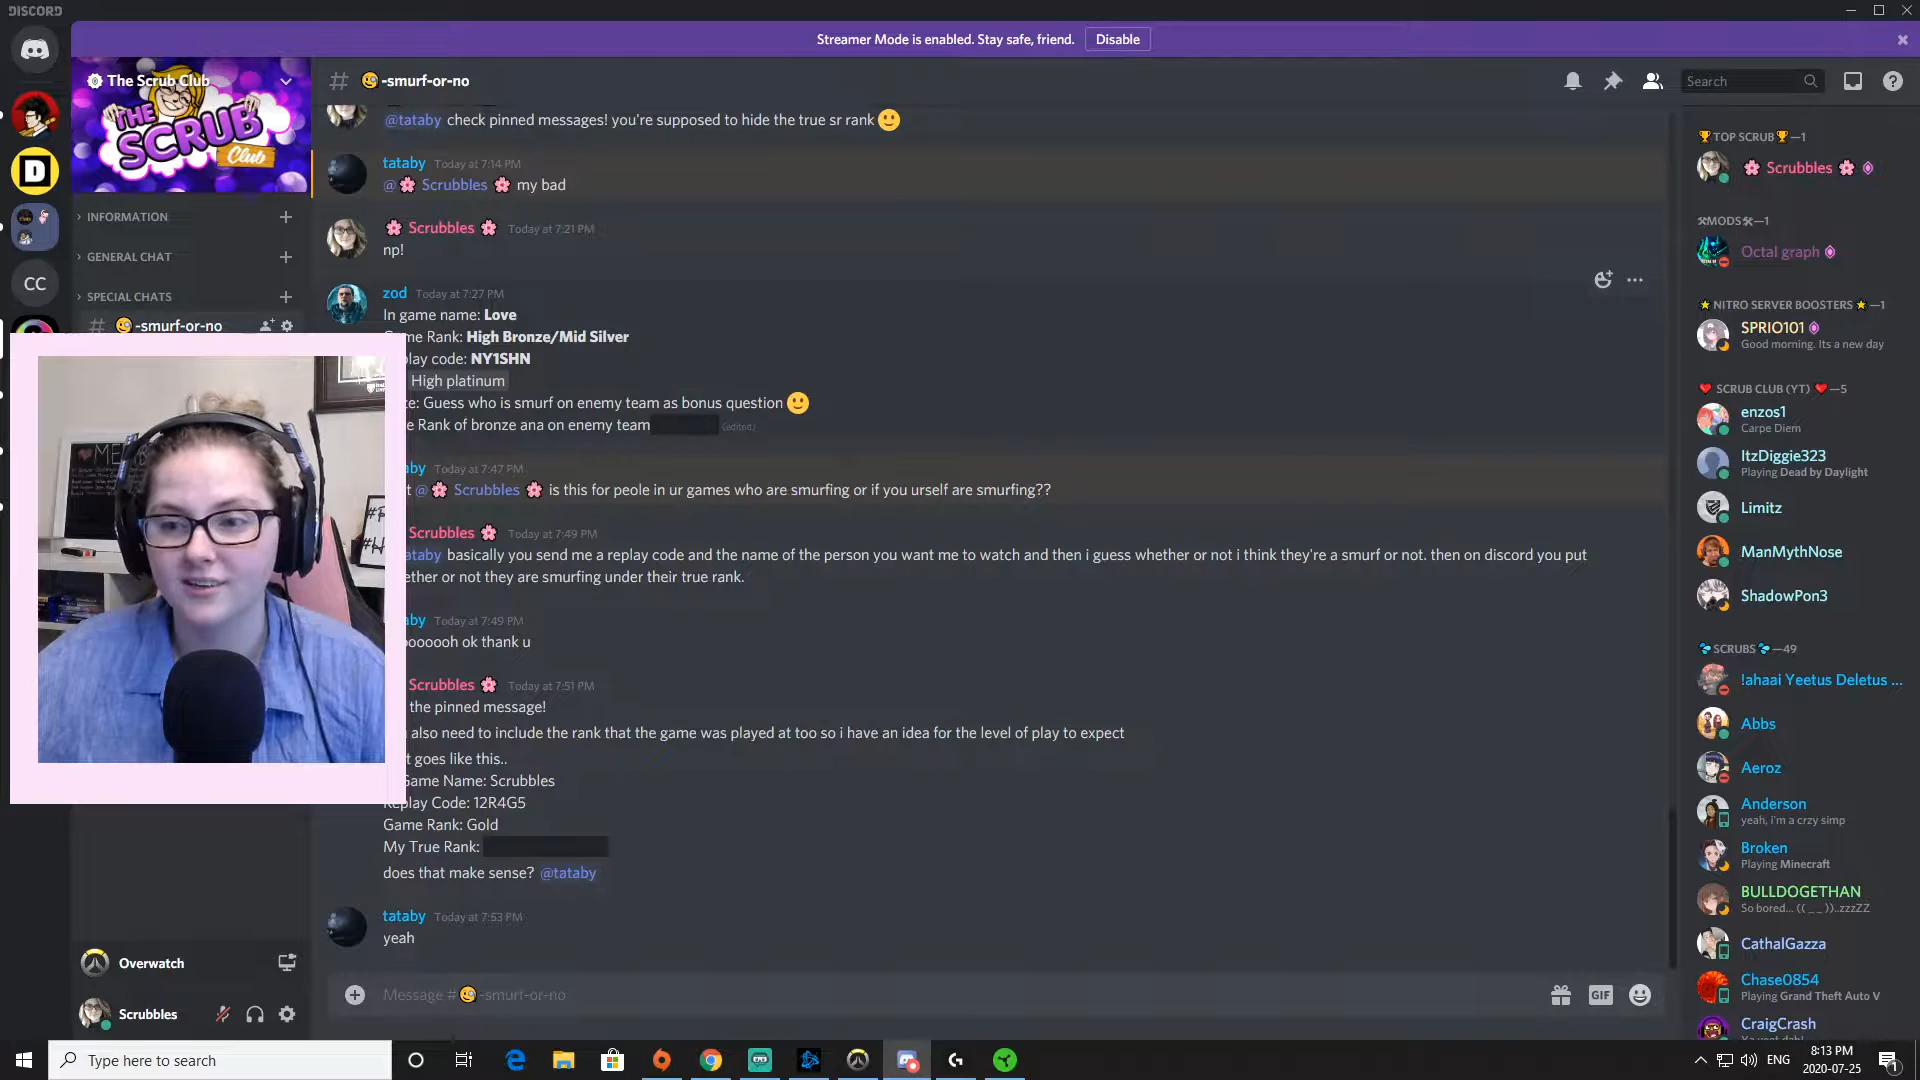 DISCORD
Streamer Mode is enabled. Stay safe, friend. Disable
The Scrub Club
THE SCRUB Club
INFORMATION
GENERAL CHAT
SPECIAL CHATS
-smurf-or-no
CC
D
# -smurf-or-no
Search
@tataby check pinned messages! you're supposed to hide the true sr rank
tataby Today at 7:14 PM
@ Scrubbles my bad
Scrubbles Today at 7:21 PM
np!
zod Today at 7:27 PM
In game name: Love
me Rank: High Bronze/Mid Silver
play code: NY1SHN
High platinum
te: Guess who is smurf on enemy team as bonus question
e Rank of bronze ana on enemy team (edited)
aby Today at 7:47 PM
t @ Scrubbles is this for peole in ur games who are smurfing or if you urself are smurfing??
Scrubbles Today at 7:49 PM
ataby basically you send me a replay code and the name of the person you want me to watch and then i guess whether or not i think they're a smurf or not. then on discord you put
ether or not they are smurfing under their true rank.
aby Today at 7:49 PM
ooooooh ok thank u
Scrubbles Today at 7:51 PM
the pinned message!
also need to include the rank that the game was played at too so i have an idea for the level of play to expect
t goes like this..
Game Name: Scrubbles
Replay Code: 12R4G5
Game Rank: Gold
My True Rank:
does that make sense? @tataby
tataby Today at 7:53 PM
yeah
Message # -smurf-or-no
GIF
Overwatch
Scrubbles
TOP SCRUB —1
Scrubbles
MODS —1
Octal graph
NITRO SERVER BOOSTERS —1
SPRIO101
Good morning. Its a new day
SCRUB CLUB (YT) —5
enzos1
Carpe Diem
ItzDiggie323
Playing Dead by Daylight
Limitz
ManMythNose
ShadowPon3
SCRUBS —49
!ahaai Yeetus Deletus ...
Abbs
Aeroz
Anderson
yeah, i'm a crzy simp
Broken
Playing Minecraft
BULLDOGETHAN
So bored... ((_ _))..zzzZZ
CathalGazza
Chase0854
Playing Grand Theft Auto V
CraigCrash
Type here to search
ENG
8:13 PM
2020-07-25
1